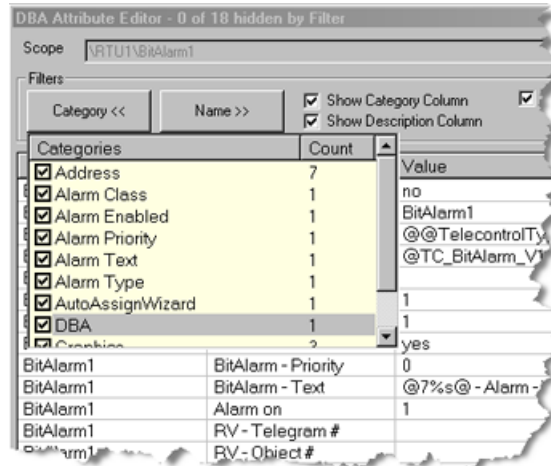 DBA Attribute Editor - 0 of 18 hidden by Filter
Scope \RTU1\BitAlarm1
Filters
Category << Name >> Show Category Column
Show Description Column
Categories Count Value
Address 7 no
Alarm Class 1 BitAlarm1
Alarm Enabled 1 @@TelecontrolTy
Alarm Priority 1 @TC_BitAlarm_V1
Alarm Text 1
Alarm Type 1
AutoAssignWizard 1 1
DBA 1 1
yes
BitAlarm1 BitAlarm - Priority 0
BitAlarm1 BitAlarm - Text @7%s@ - Alarm -
BitAlarm1 Alarm on 1
BitAlarm1 RV - Telegram #
BitAlarm1 RV - Object #